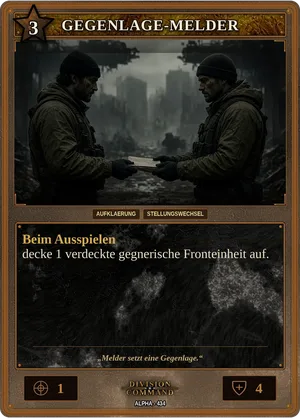 3
GEGENLAGE-MELDER
AUFKLAERUNG
STELLUNGSWECHSEL
Beim Ausspielen
decke 1 verdeckte gegnerische Fronteinheit auf.
„Melder setzt eine Gegenlage.“
1
DIVISION
COMMAND
4
ALPHA - 434